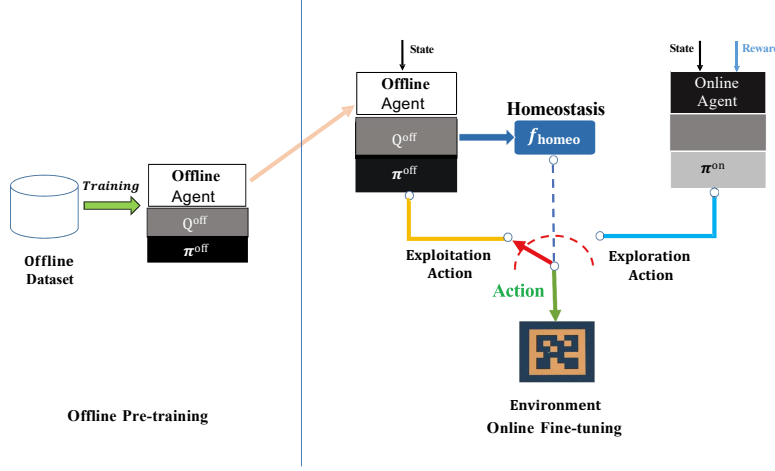 Training
Offline
Dataset
Offline
Agent
Q^off
π^off
Offline Pre-training
State
Offline
Agent
Q^off
π^off
Homeostasis
f_homeo
State
Rewar
Online
Agent
π^on
Exploitation
Action
Exploration
Action
Action
Environment
Online Fine-tuning